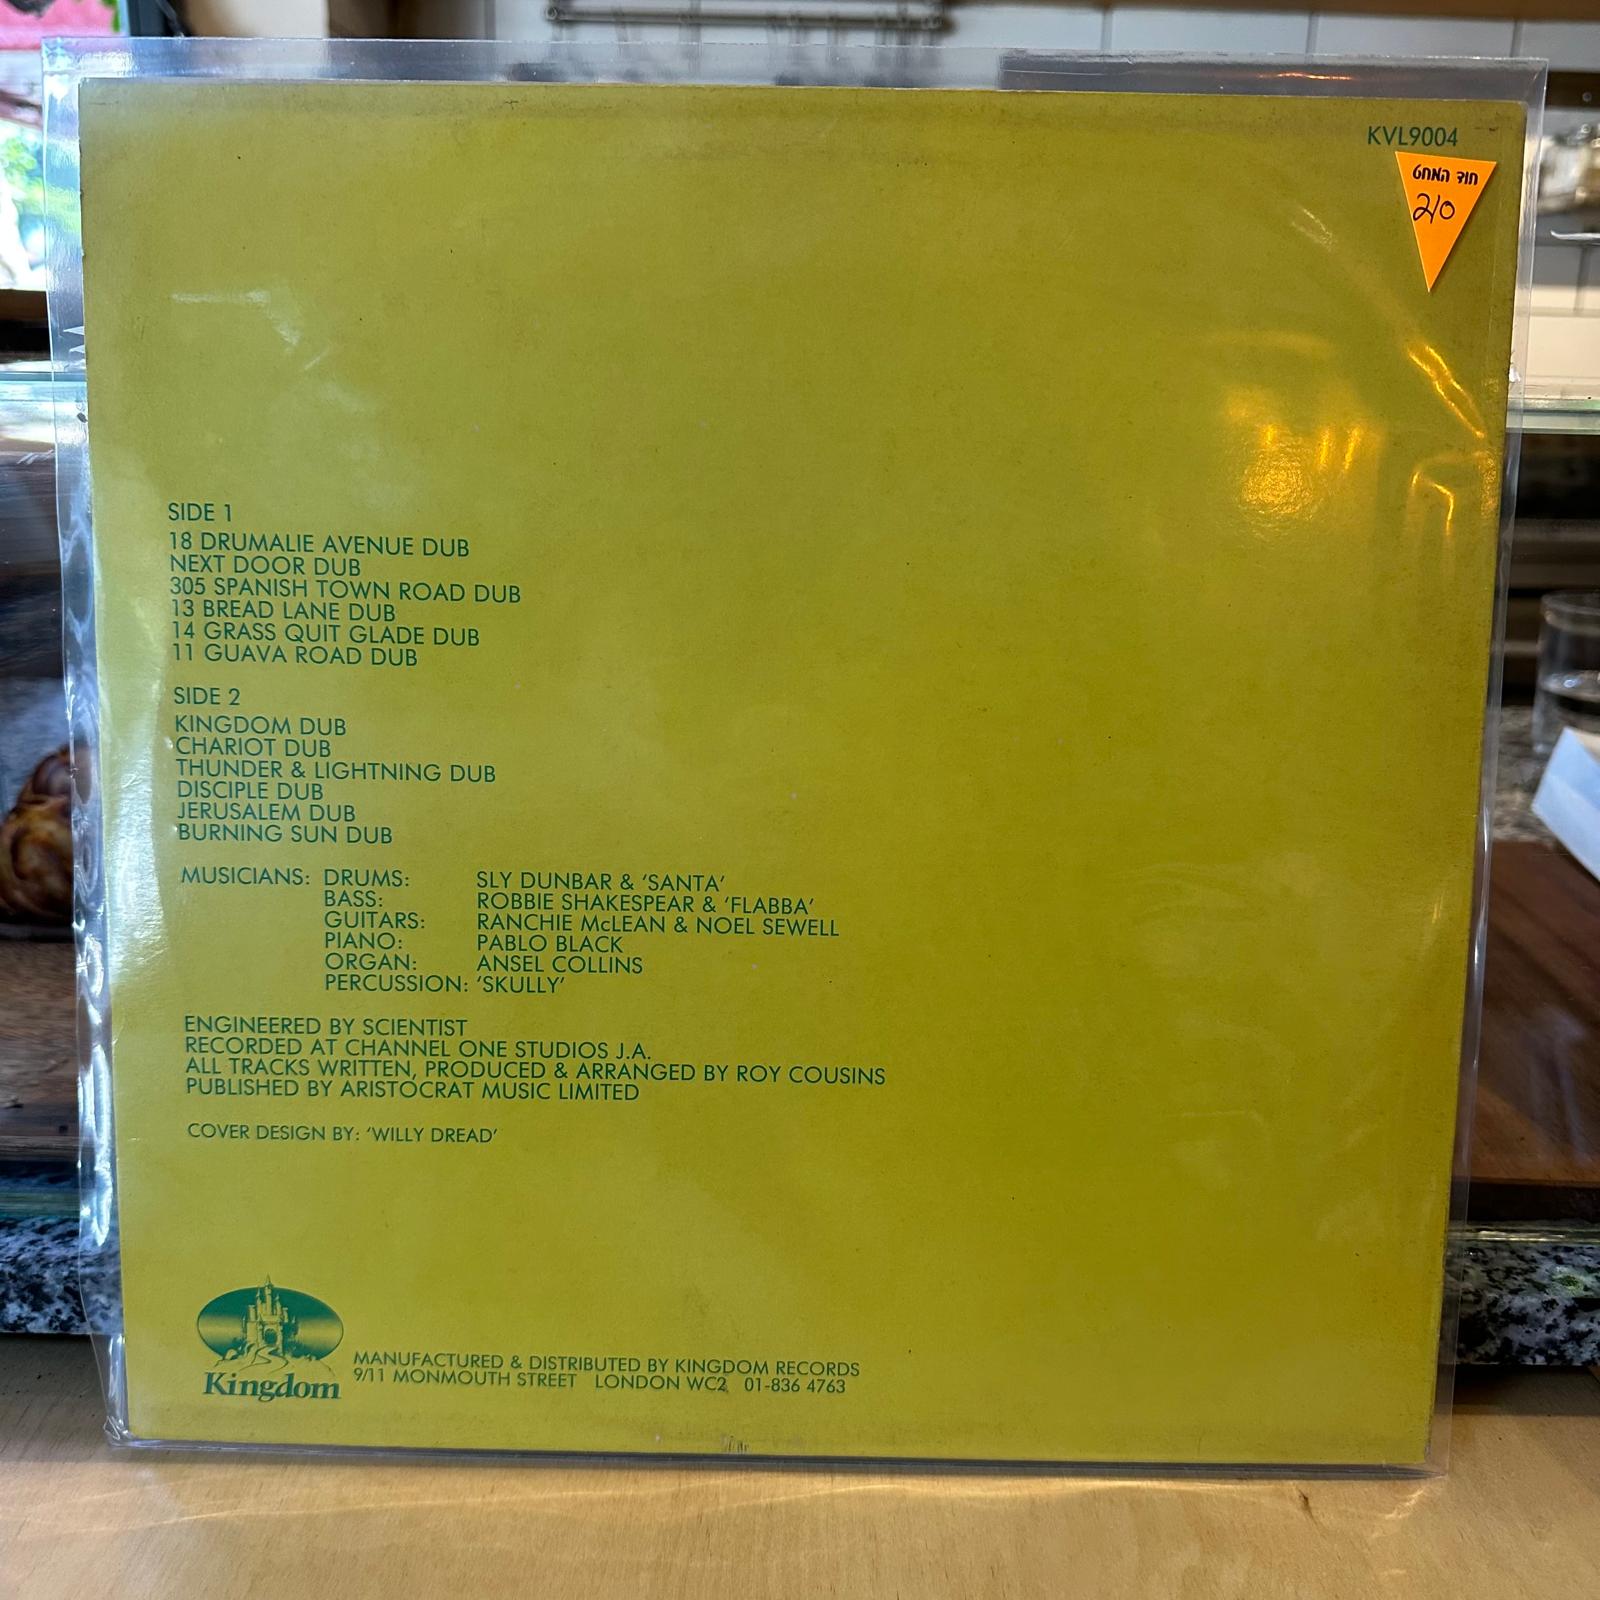 KVL9004
חוד המחט
210
SIDE 1
18 DRUMALIE AVENUE DUB
NEXT DOOR DUB
305 SPANISH TOWN ROAD DUB
13 BREAD LANE DUB
14 GRASS QUIT GLADE DUB
11 GUAVA ROAD DUB
SIDE 2
KINGDOM DUB
CHARIOT DUB
THUNDER & LIGHTNING DUB
DISCIPLE DUB
JERUSALEM DUB
BURNING SUN DUB
MUSICIANS: DRUMS: SLY DUNBAR & ‘SANTA’
BASS: ROBBIE SHAKESPEAR & ‘FLABBA’
GUITARS: RANCHIE McLEAN & NOEL SEWELL
PIANO: PABLO BLACK
ORGAN: ANSEL COLLINS
PERCUSSION: ‘SKULLY’
ENGINEERED BY SCIENTIST
RECORDED AT CHANNEL ONE STUDIOS J.A.
ALL TRACKS WRITTEN, PRODUCED & ARRANGED BY ROY COUSINS
PUBLISHED BY ARISTOCRAT MUSIC LIMITED
COVER DESIGN BY: ‘WILLY DREAD’
Kingdom
MANUFACTURED & DISTRIBUTED BY KINGDOM RECORDS
9/11 MONMOUTH STREET LONDON WC2 01-836 4763